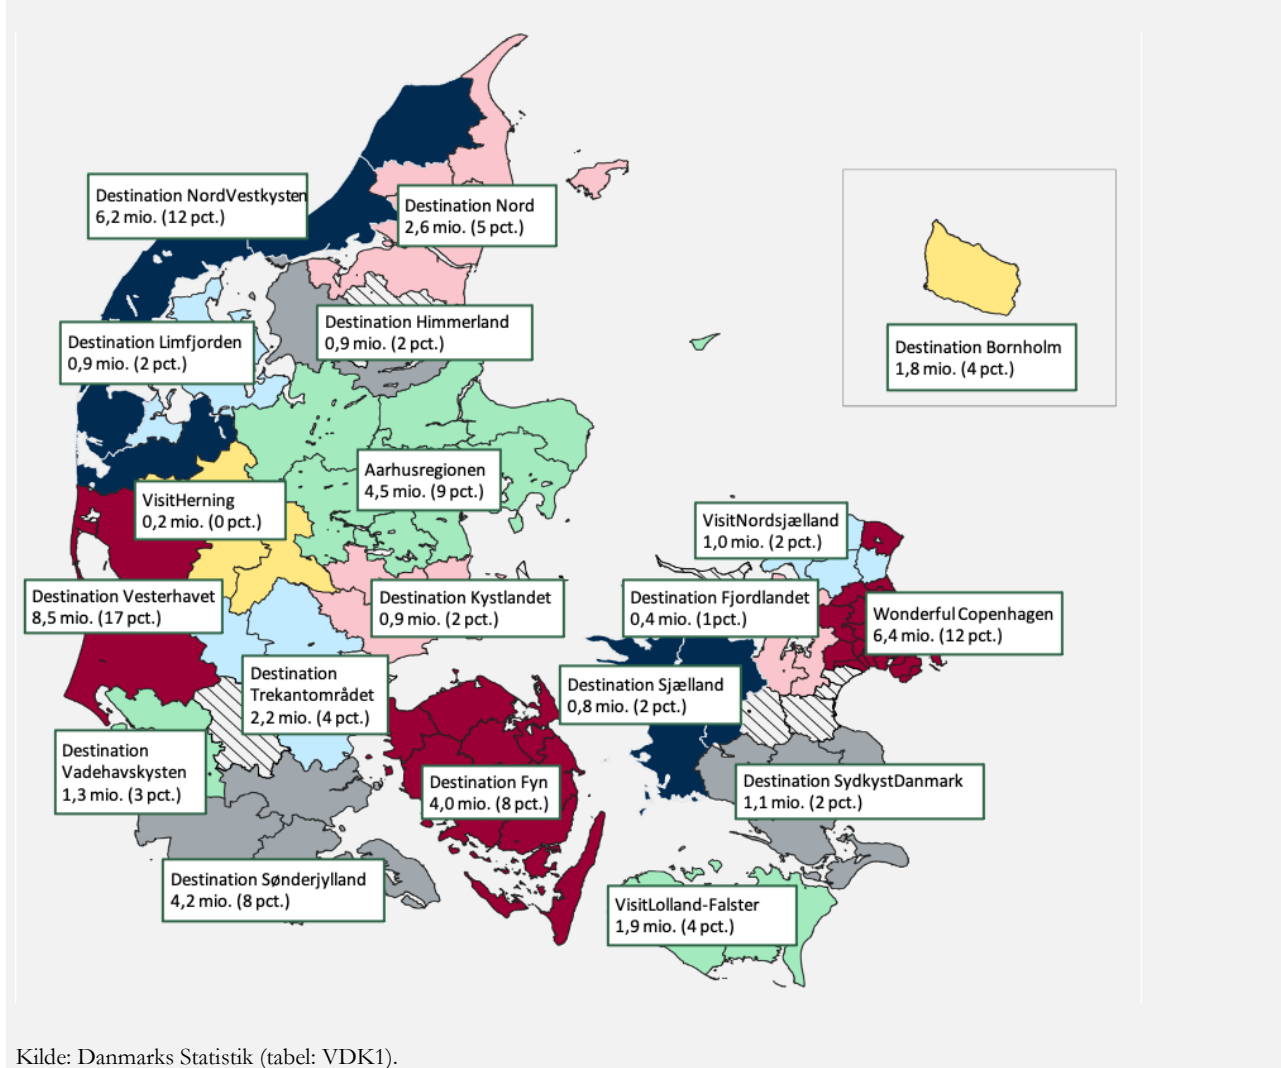 Destination NordVestkysten
6,2 mio. (12 pct.)
Destination Nord
2,6 mio. (5 pct.)
Destination Himmerland
0,9 mio. (2 pct.)
Destination Limfjorden
0,9 mio. (2 pct.)
Destination Bornholm
1,8 mio. (4 pct.)
Aarhusregionen
4,5 mio. (9 pct.)
VisitHerning
0,2 mio. (0 pct.)
VisitNordsjælland
1,0 mio. (2 pct.)
Destination Vesterhavet
8,5 mio. (17 pct.)
Destination Kystlandet
0,9 mio. (2 pct.)
Destination Fjordlandet
0,4 mio. (1pct.)
Wonderful Copenhagen
6,4 mio. (12 pct.)
Destination
Trekantområdet
2,2 mio. (4 pct.)
Destination Sjælland
0,8 mio. (2 pct.)
Destination
Vadehavskysten
1,3 mio. (3 pct.)
Destination Fyn
4,0 mio. (8 pct.)
Destination SydkystDanmark
1,1 mio. (2 pct.)
Destination Sønderjylland
4,2 mio. (8 pct.)
VisitLolland-Falster
1,9 mio. (4 pct.)
Kilde: Danmarks Statistik (tabel: VDK1).